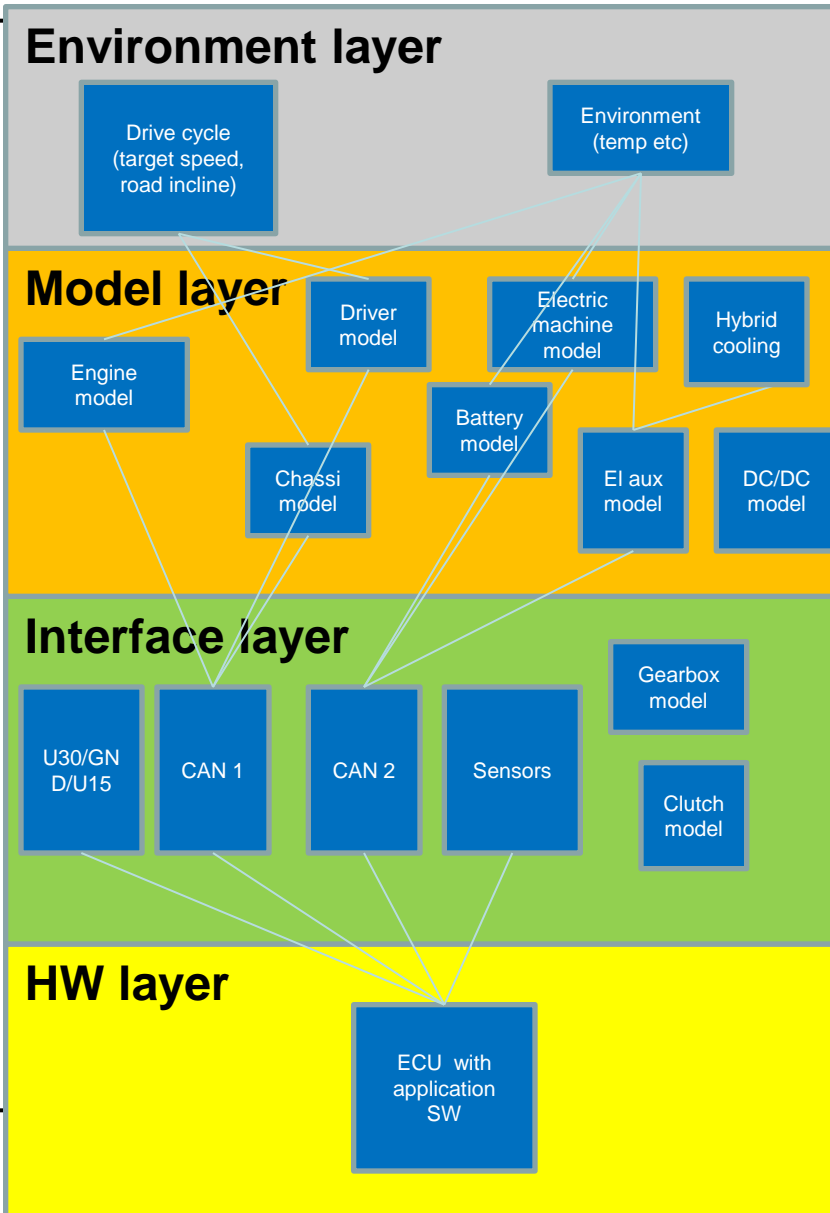 Environment layer
Drive cycle
(target speed,
road incline)
Environment
(temp etc)
Model layer
Driver
model
Electric
machine
model
Hybrid
cooling
Engine
model
Battery
model
Chassi
model
El aux
model
DC/DC
model
Interface layer
Gearbox
model
U30/GN
D/U15
CAN 1
CAN 2
Sensors
Clutch
model
HW layer
ECU with
application
SW